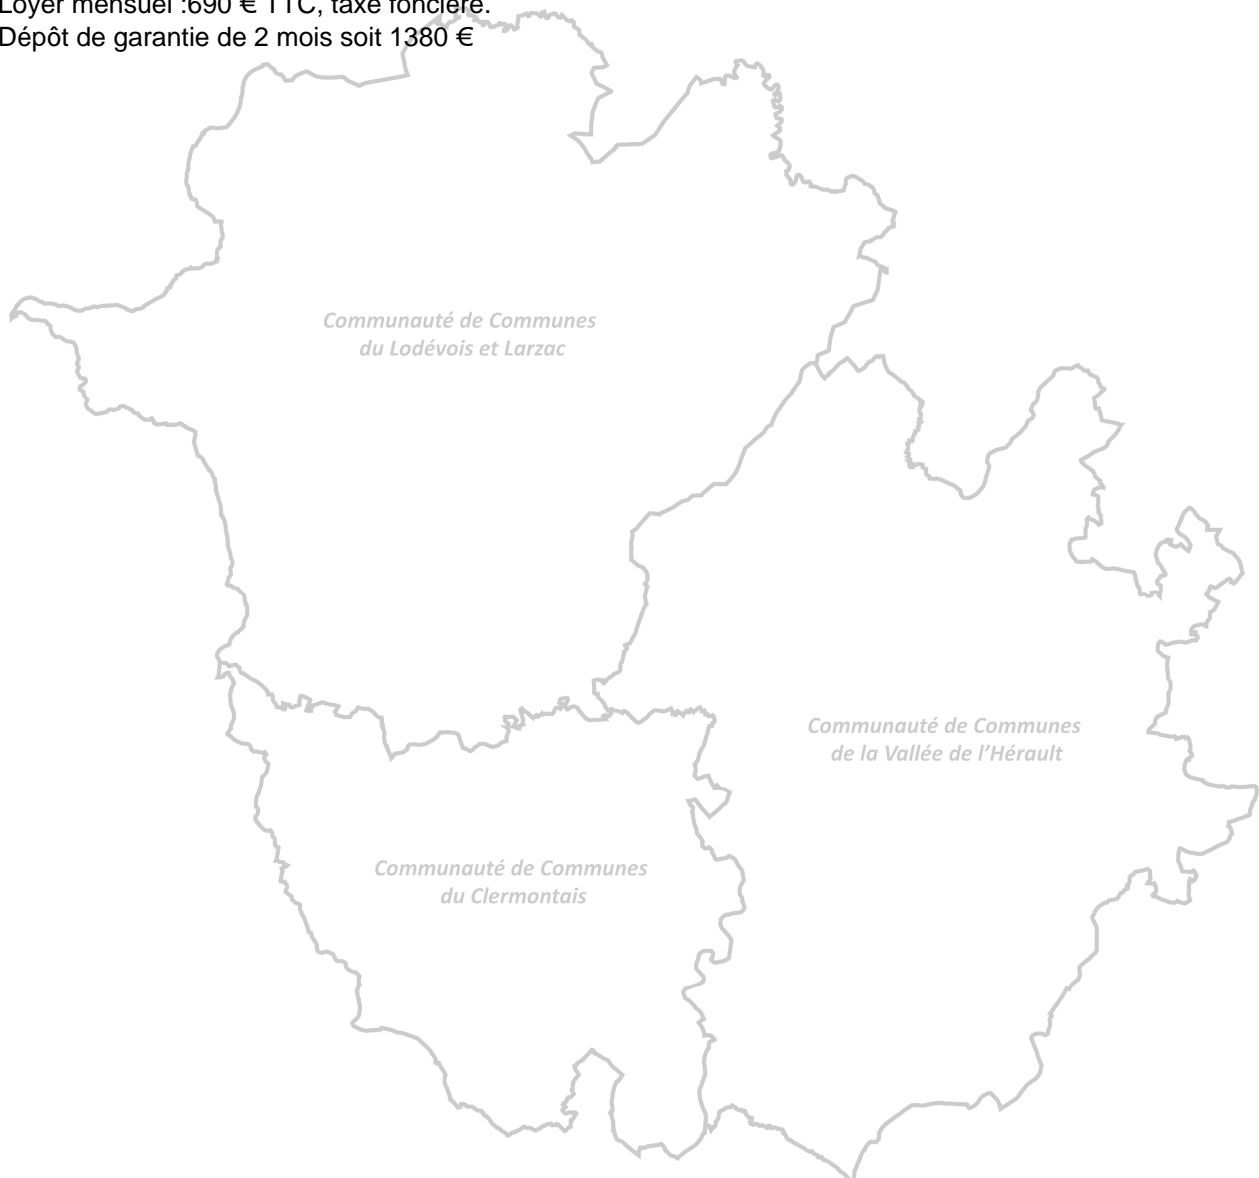 Loyer mensuel :690 € TTC, taxe foncière.
Dépôt de garantie de 2 mois soit 1380 €
Communauté de Communes
du Lodévois et Larzac
Communauté de Communes
de la Vallée de l’Hérault
Communauté de Communes
du Clermontais